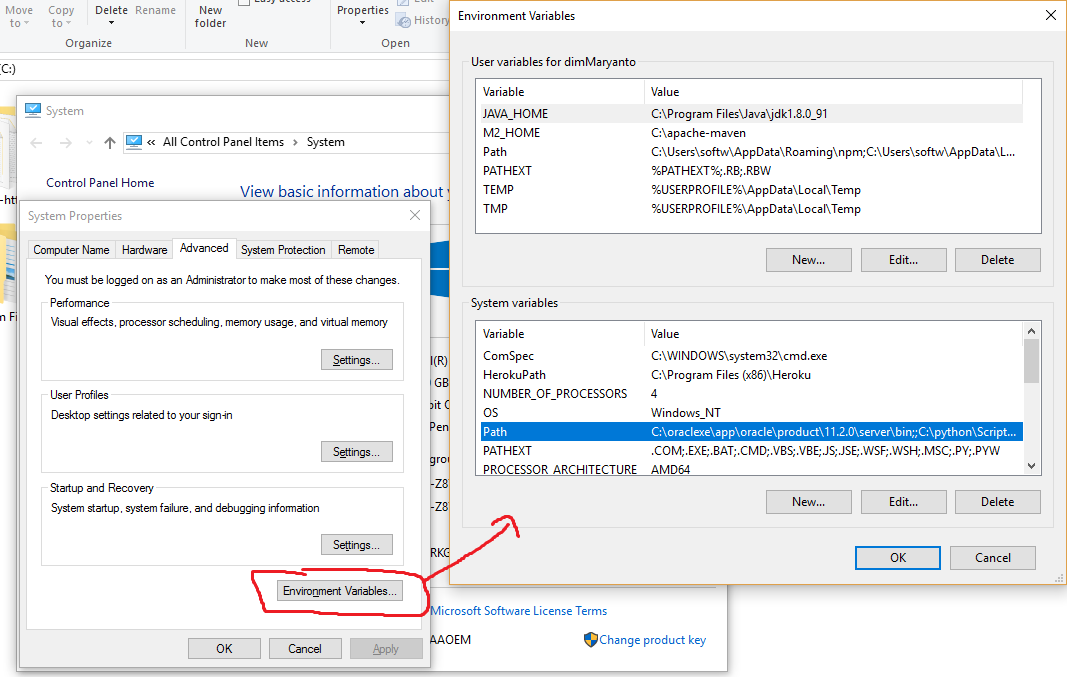 Move to
Copy to
Delete
Rename
New folder
Easy access
Properties
Edit
History
Organize
New
Open
(C:)
System
« All Control Panel Items > System
Control Panel Home
View basic information about
System Properties
Computer Name
Hardware
Advanced
System Protection
Remote
You must be logged on as an Administrator to make most of these changes.
Performance
Visual effects, processor scheduling, memory usage, and virtual memory
Settings...
User Profiles
Desktop settings related to your sign-in
Settings...
Startup and Recovery
System startup, system failure, and debugging information
Settings...
Environment Variables...
OK
Cancel
Apply
I(R)
GB
bit
Pen
grou
-Z8
-Z8
RKG
Microsoft Software License Terms
AAOEM
Change product key
Environment Variables
User variables for dimMaryanto
Variable Value
JAVA_HOME C:\Program Files\Java\jdk1.8.0_91
M2_HOME C:\apache-maven
Path C:\Users\softw\AppData\Roaming\npm;C:\Users\softw\AppData\L...
PATHEXT %PATHEXT%;.RB;.RBW
TEMP %USERPROFILE%\AppData\Local\Temp
TMP %USERPROFILE%\AppData\Local\Temp
New...
Edit...
Delete
System variables
Variable Value
ComSpec C:\WINDOWS\system32\cmd.exe
HerokuPath C:\Program Files (x86)\Heroku
NUMBER_OF_PROCESSORS 4
OS Windows_NT
Path C:\oraclexe\app\oracle\product\11.2.0\server\bin;;C:\python\Script...
PATHEXT .COM;.EXE;.BAT;.CMD;.VBS;.VBE;.JS;.JSE;.WSF;.WSH;.MSC;.PY;.PYW
PROCESSOR_ARCHITECTURE AMD64
New...
Edit...
Delete
OK
Cancel